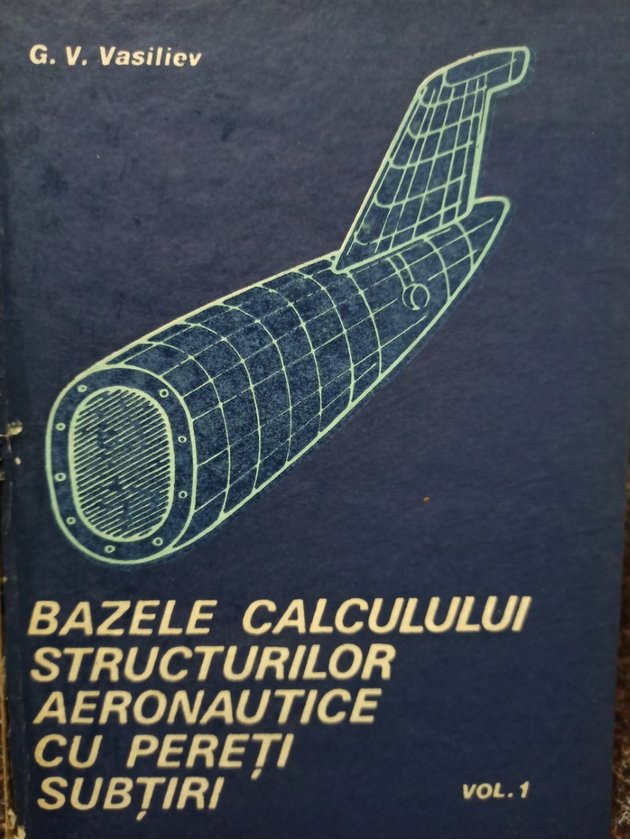 G. V. Vasiliev
BAZELE CALCULULUI
STRUCTURILOR
AERONAUTICE
CU PEREȚI
SUBȚIRI
VOL. 1